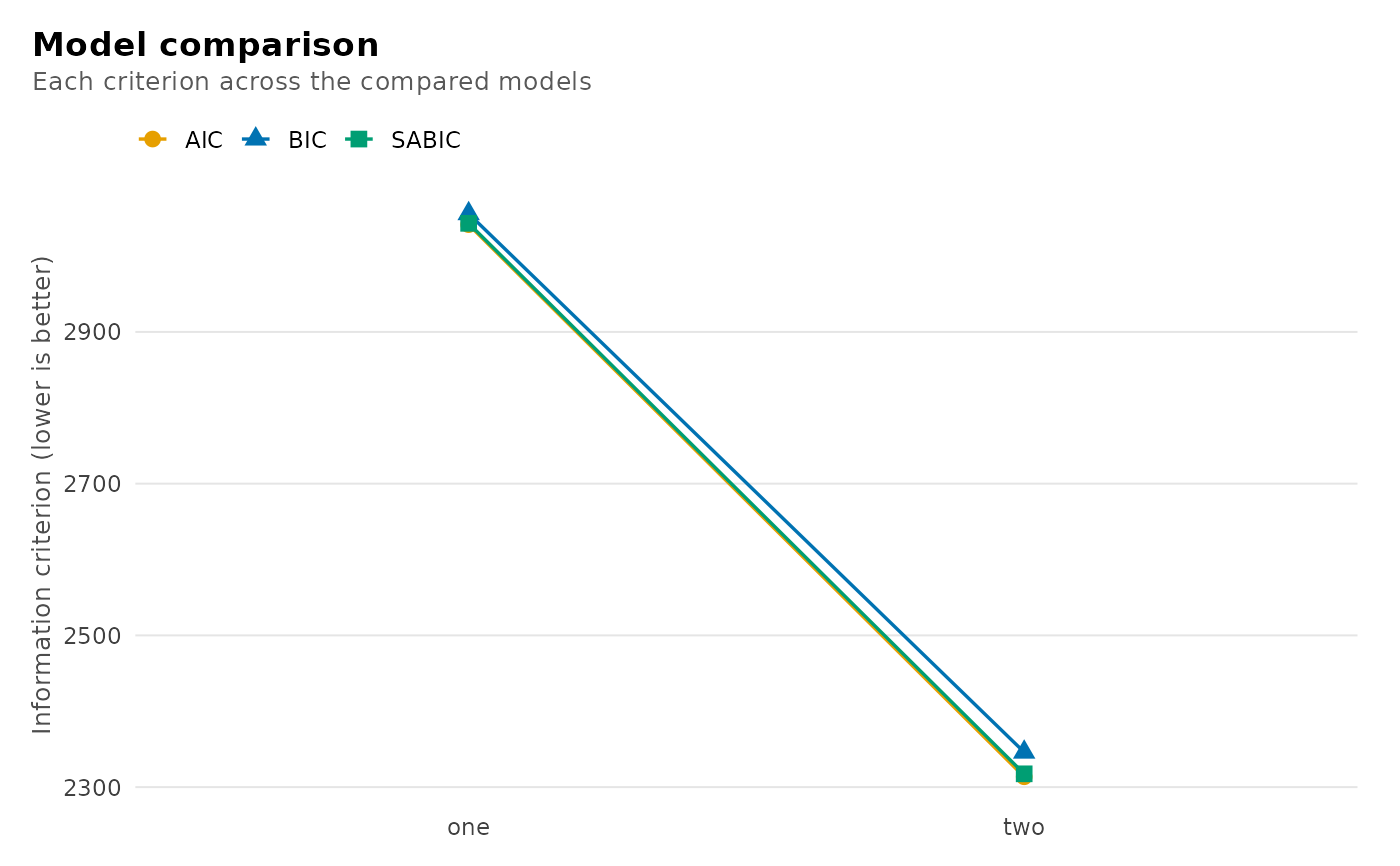 Model comparison
Each criterion across the compared models
AIC BIC SABIC
Information criterion (lower is better)
2900
2700
2500
2300
one two